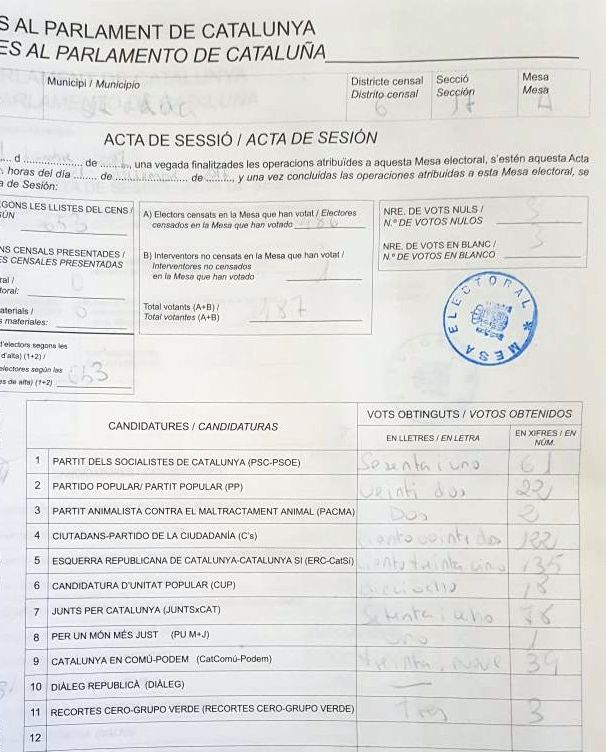 S AL PARLAMENT DE CATALUNYA
ES AL PARLAMENTO DE CATALUÑA
Municipi / Municipio
Districte censal
Distrito censal
6
Secció
Sección
Mesa
Mesa
A
ACTA DE SESSIÓ / ACTA DE SESIÓN
d ............ de ........, una vegada finalitzades les operacions atribuïdes a aquesta Mesa electoral, s'estén aquesta Acta
horas del día ...... de ............ de ........, y una vez concluidas las operaciones atribuidas a esta Mesa electoral, se
a de Sesión:
GONS LES LLISTES DEL CENS /
ÚN
653
NS CENSALS PRESENTADES /
ES CENSALES PRESENTADAS
ral /
toral:
0
aterials /
s materiales:
0
d'electors segons les
d'alta) (1+2) /
electores según las
es de alta) (1+2)
A) Electors censats en la Mesa que han votat / Electores
censados en la Mesa que han votado
486
B) Interventors no censats en la Mesa que han votat /
Interventores no censados
en la Mesa que han votado
1
Total votants (A+B) /
Total votantes (A+B)
487
NRE. DE VOTS NULS /
N.º DE VOTOS NULOS
3
NRE. DE VOTS EN BLANC /
N.º DE VOTOS EN BLANCO
3
MESA ELECTORAL
CANDIDATURES / CANDIDATURAS
VOTS OBTINGUTS / VOTOS OBTENIDOS
EN LLETRES / EN LETRA
EN XIFRES / EN
NÚM.
1 PARTIT DELS SOCIALISTES DE CATALUNYA (PSC-PSOE) Sesenta i uno 61
2 PARTIDO POPULAR/ PARTIT POPULAR (PP) veinti dos 22
3 PARTIT ANIMALISTA CONTRA EL MALTRACTAMENT ANIMAL (PACMA) Dos 2
4 CIUTADANS-PARTIDO DE LA CIUDADANÍA (C's) ciento veinte dos 122
5 ESQUERRA REPUBLICANA DE CATALUNYA-CATALUNYA SI (ERC-CatSí) ciento treinta cinco 135
6 CANDIDATURA D'UNITAT POPULAR (CUP) dieciocho 18
7 JUNTS PER CATALUNYA (JUNTSxCAT) Setenta i ocho 78
8 PER UN MÓN MÉS JUST (PU M+J) uno 1
9 CATALUNYA EN COMÚ-PODEM (CatComú-Podem) treinta i nueve 39
10 DIÀLEG REPUBLICÀ (DIÀLEG) —
11 RECORTES CERO-GRUPO VERDE (RECORTES CERO-GRUPO VERDE) Tres 3
12